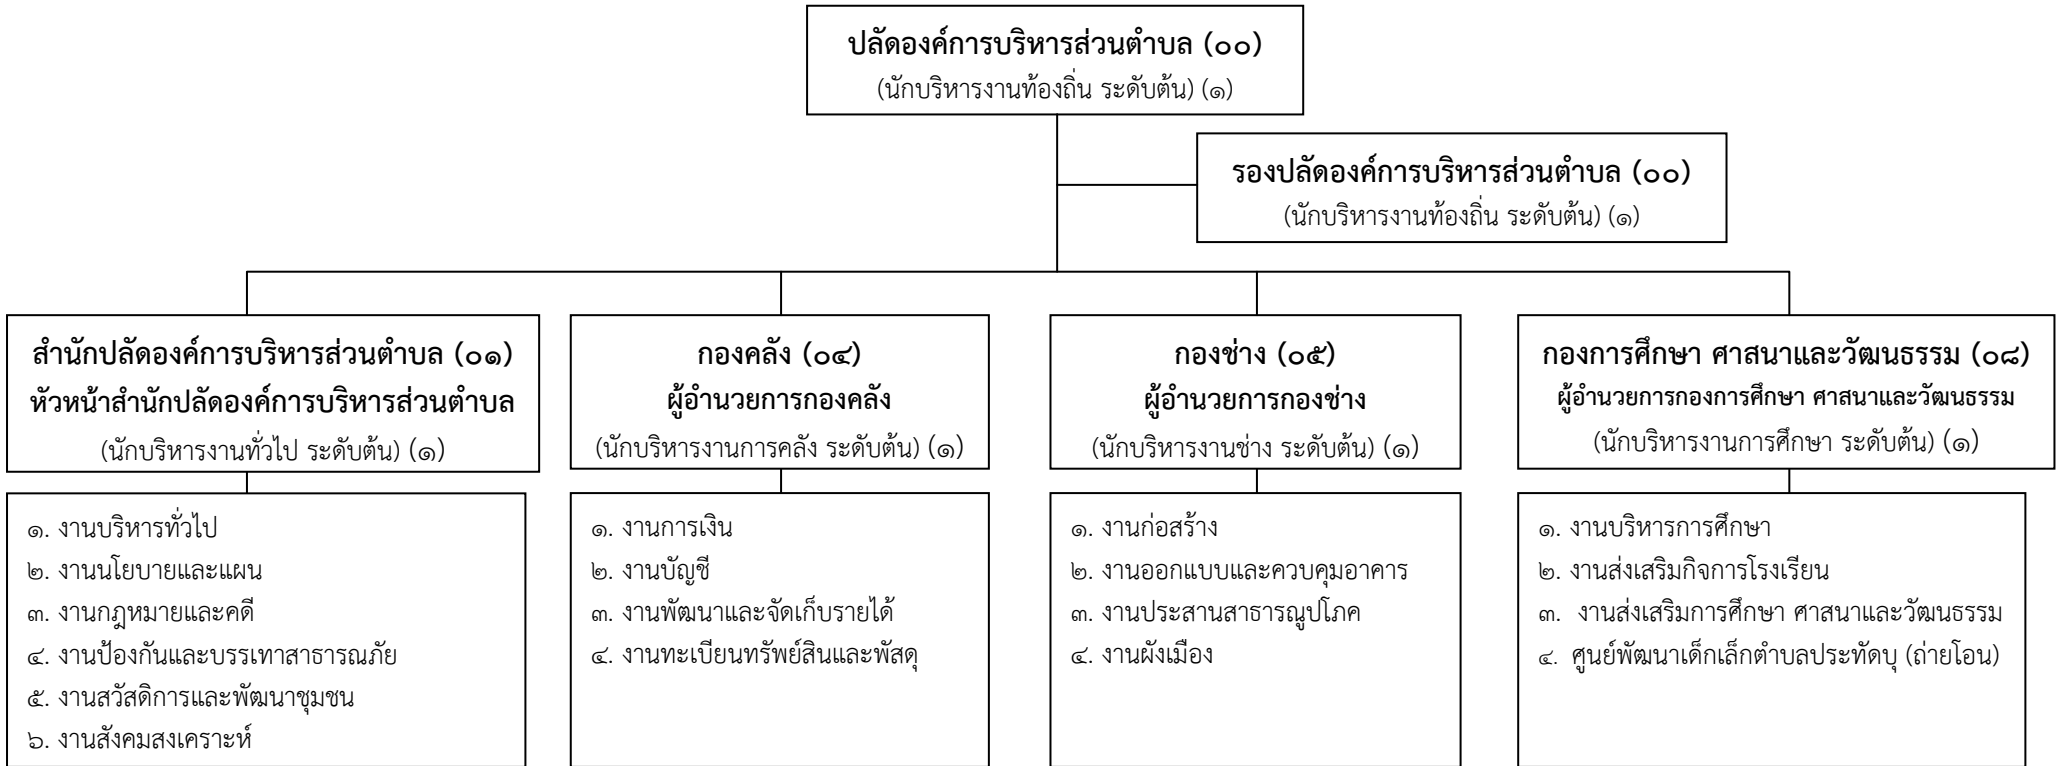 ปลัดองค์การบริหารส่วนตำบล (๐๐)
(นักบริหารงานท้องถิ่น ระดับต้น) (๑)
รองปลัดองค์การบริหารส่วนตำบล (๐๐)
(นักบริหารงานท้องถิ่น ระดับต้น) (๑)
สำนักปลัดองค์การบริหารส่วนตำบล (๐๑)
หัวหน้าสำนักปลัดองค์การบริหารส่วนตำบล
(นักบริหารงานทั่วไป ระดับต้น) (๑)
๑. งานบริหารทั่วไป
๒. งานนโยบายและแผน
๓. งานกฎหมายและคดี
๔. งานป้องกันและบรรเทาสาธารณภัย
๕. งานสวัสดิการและพัฒนาชุมชน
๖. งานสังคมสงเคราะห์
กองคลัง (๐๔)
ผู้อำนวยการกองคลัง
(นักบริหารงานการคลัง ระดับต้น) (๑)
๑. งานการเงิน
๒. งานบัญชี
๓. งานพัฒนาและจัดเก็บรายได้
๔. งานทะเบียนทรัพย์สินและพัสดุ
กองช่าง (๐๕)
ผู้อำนวยการกองช่าง
(นักบริหารงานช่าง ระดับต้น) (๑)
๑. งานก่อสร้าง
๒. งานออกแบบและควบคุมอาคาร
๓. งานประสานสาธารณูปโภค
๔. งานผังเมือง
กองการศึกษา ศาสนาและวัฒนธรรม (๐๘)
ผู้อำนวยการกองการศึกษา ศาสนาและวัฒนธรรม
(นักบริหารงานการศึกษา ระดับต้น) (๑)
๑. งานบริหารการศึกษา
๒. งานส่งเสริมกิจการโรงเรียน
๓. งานส่งเสริมการศึกษา ศาสนาและวัฒนธรรม
๔. ศูนย์พัฒนาเด็กเล็กตำบลประทัดบุ (ถ่ายโอน)